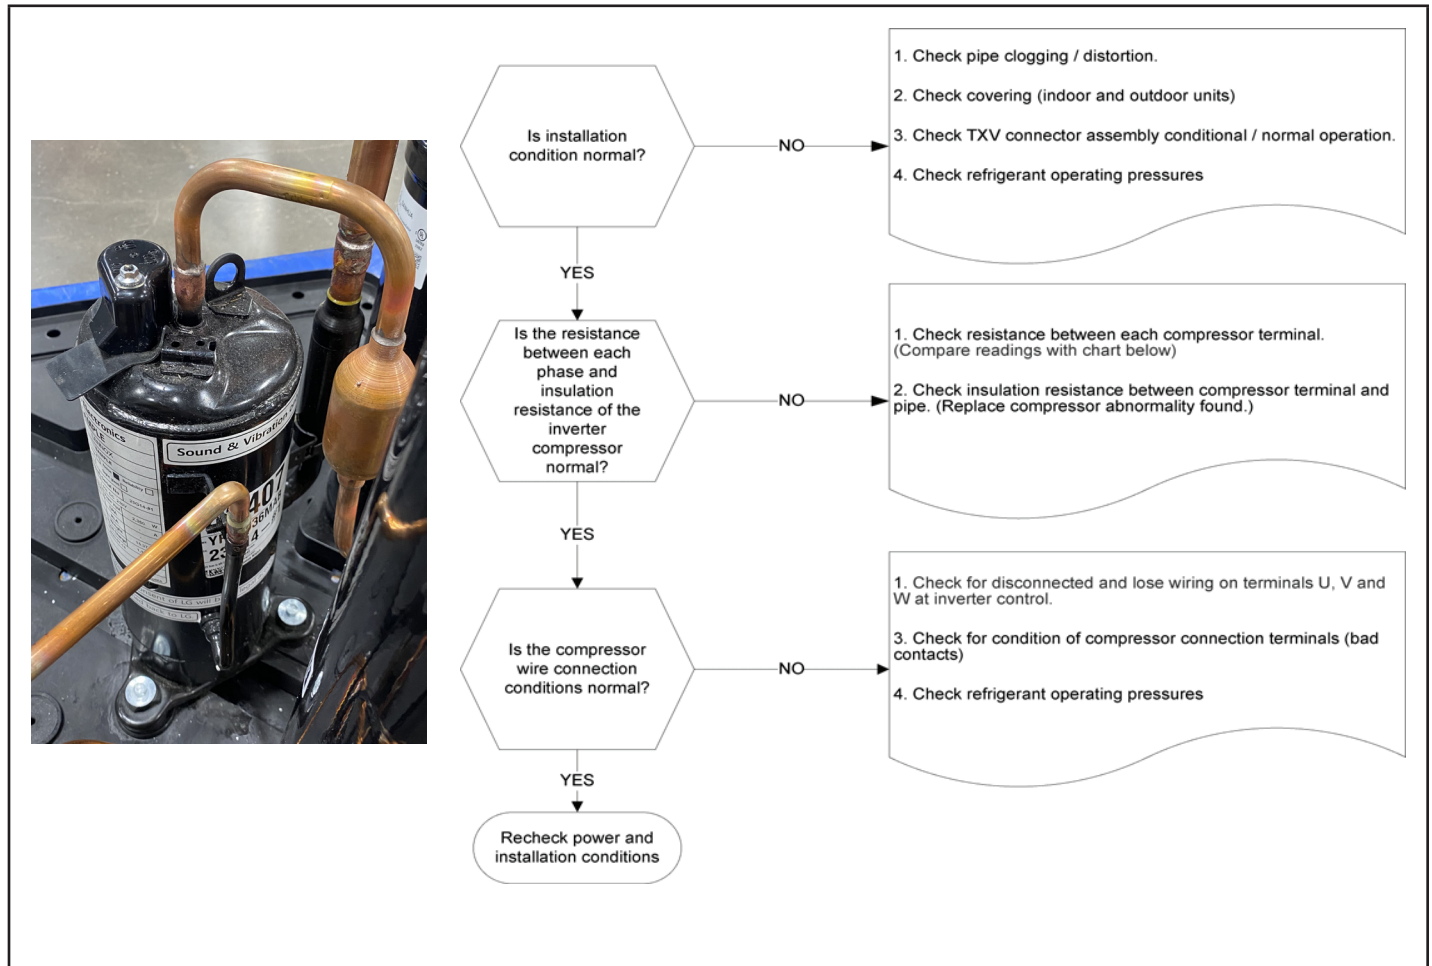 Is installation
condition normal?
NO
1. Check pipe clogging / distortion.
2. Check covering (indoor and outdoor units)
3. Check TXV connector assembly conditional / normal operation.
4. Check refrigerant operating pressures
YES
Is the resistance
between each
phase and
insulation
resistance of the
inverter
compressor
normal?
NO
1. Check resistance between each compressor terminal.
(Compare readings with chart below)
2. Check insulation resistance between compressor terminal and
pipe. (Replace compressor abnormality found.)
YES
Is the compressor
wire connection
conditions normal?
NO
1. Check for disconnected and lose wiring on terminals U, V and
W at inverter control.
3. Check for condition of compressor connection terminals (bad
contacts)
4. Check refrigerant operating pressures
YES
Recheck power and
installation conditions
Sound & Vibration
407
36MA